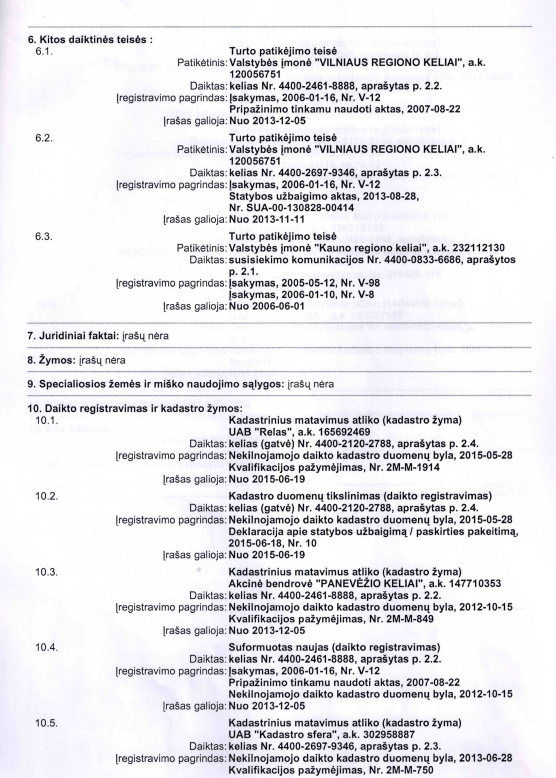 6. Kitos daiktinės teisės :
6.1. Turto patikėjimo teisė
Patikėtinis: Valstybės įmonė "VILNIAUS REGIONO KELIAI", a.k.
120056751
Daiktas: kelias Nr. 4400-2461-8888, aprašytas p. 2.2.
Įregistravimo pagrindas: Įsakymas, 2006-01-16, Nr. V-12
Pripažinimo tinkamu naudoti aktas, 2007-08-22
Įrašas galioja: Nuo 2013-12-05
6.2. Turto patikėjimo teisė
Patikėtinis: Valstybės įmonė "VILNIAUS REGIONO KELIAI", a.k.
120056751
Daiktas: kelias Nr. 4400-2697-9346, aprašytas p. 2.3.
Įregistravimo pagrindas: Įsakymas, 2006-01-16, Nr. V-12
Statybos užbaigimo aktas, 2013-08-28,
Nr. SUA-00-130828-00414
Įrašas galioja: Nuo 2013-11-11
6.3. Turto patikėjimo teisė
Patikėtinis: Valstybės įmonė "Kauno regiono keliai", a.k. 232112130
Daiktas: susisiekimo komunikacijos Nr. 4400-0833-6686, aprašytos
p. 2.1.
Įregistravimo pagrindas: Įsakymas, 2005-05-12, Nr. V-98
Įsakymas, 2006-01-10, Nr. V-8
Įrašas galioja: Nuo 2006-06-01
7. Juridiniai faktai: įrašų nėra
8. Žymos: įrašų nėra
9. Specialiosios žemės ir miško naudojimo sąlygos: įrašų nėra
10. Daikto registravimas ir kadastro žymos:
10.1. Kadastrinius matavimus atliko (kadastro žyma)
UAB "Relas", a.k. 165692469
Daiktas: kelias (gatvė) Nr. 4400-2120-2788, aprašytas p. 2.4.
Įregistravimo pagrindas: Nekilnojamojo daikto kadastro duomenų byla, 2015-05-28
Kvalifikacijos pažymėjimas, Nr. 2M-M-1914
Įrašas galioja: Nuo 2015-06-19
10.2. Kadastro duomenų tikslinimas (daikto registravimas)
Daiktas: kelias (gatvė) Nr. 4400-2120-2788, aprašytas p. 2.4.
Įregistravimo pagrindas: Nekilnojamojo daikto kadastro duomenų byla, 2015-05-28
Deklaracija apie statybos užbaigimą / paskirties pakeitimą,
2015-06-18, Nr. 10
Įrašas galioja: Nuo 2015-06-19
10.3. Kadastrinius matavimus atliko (kadastro žyma)
Akcinė bendrovė "PANEVĖŽIO KELIAI", a.k. 147710353
Daiktas: kelias Nr. 4400-2461-8888, aprašytas p. 2.2.
Įregistravimo pagrindas: Nekilnojamojo daikto kadastro duomenų byla, 2012-10-15
Kvalifikacijos pažymėjimas, Nr. 2M-M-849
Įrašas galioja: Nuo 2013-12-05
10.4. Suformuotas naujas (daikto registravimas)
Daiktas: kelias Nr. 4400-2461-8888, aprašytas p. 2.2.
Įregistravimo pagrindas: Įsakymas, 2006-01-16, Nr. V-12
Pripažinimo tinkamu naudoti aktas, 2007-08-22
Nekilnojamojo daikto kadastro duomenų byla, 2012-10-15
Įrašas galioja: Nuo 2013-12-05
10.5. Kadastrinius matavimus atliko (kadastro žyma)
UAB "Kadastro sfera", a.k. 302958887
Daiktas: kelias Nr. 4400-2697-9346, aprašytas p. 2.3.
Įregistravimo pagrindas: Nekilnojamojo daikto kadastro duomenų byla, 2013-06-28
Kvalifikacijos pažymėjimas, Nr. 2M-M-750